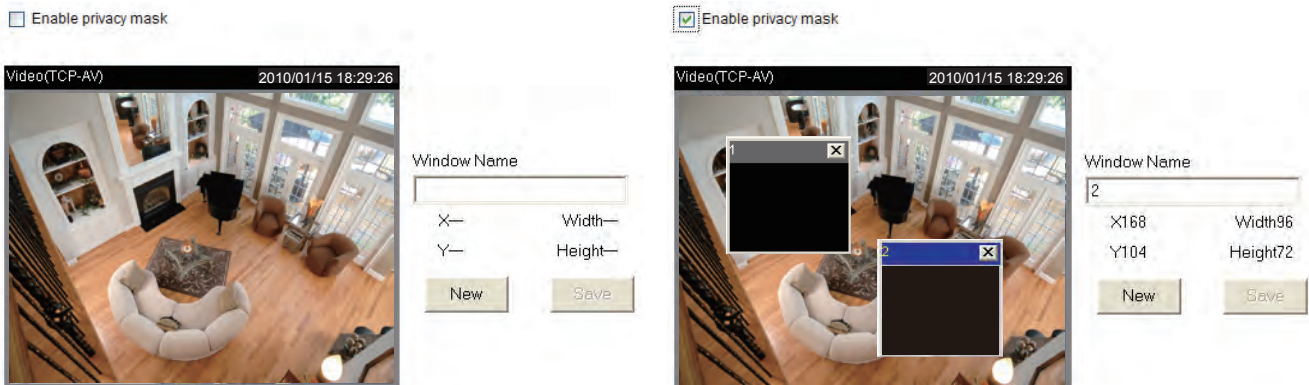 Enable privacy mask
Video(TCP-AV) 2010/01/15 18:29:26
Window Name
X— Width—
Y— Height—
New Save
Enable privacy mask
Video(TCP-AV) 2010/01/15 18:29:26
1
2
Window Name
2
X168 Width96
Y104 Height72
New Save